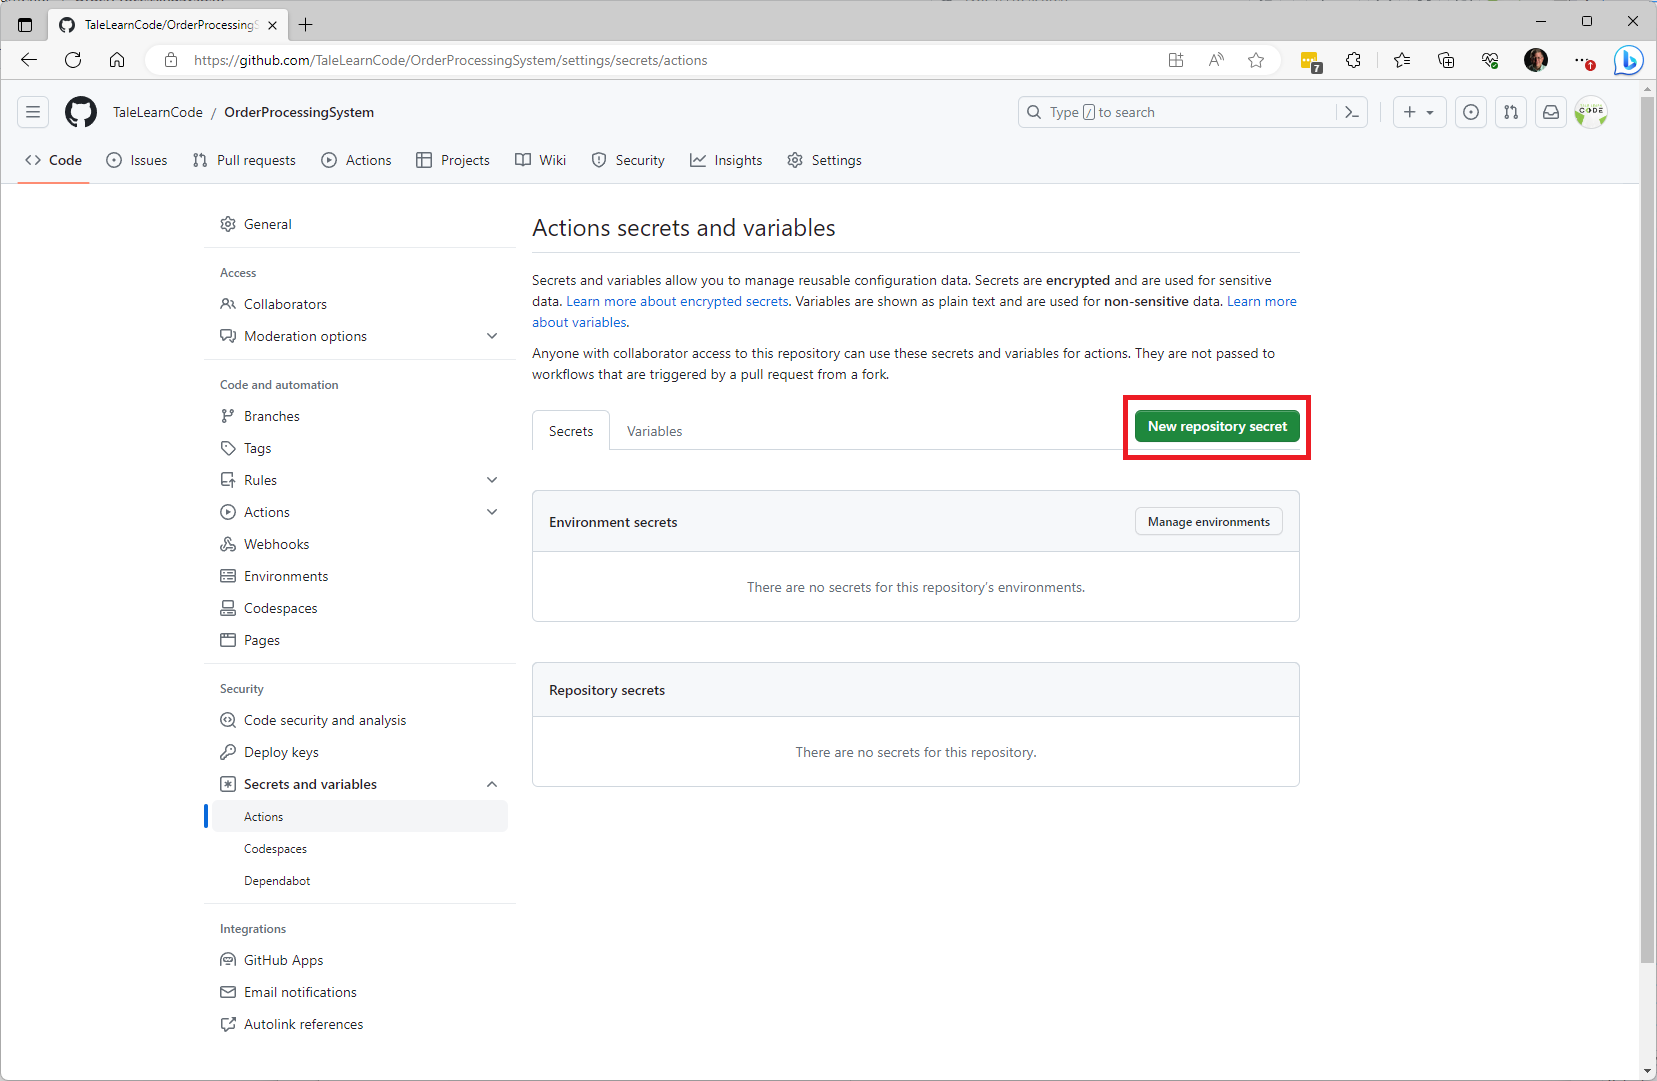 TaleLearnCode/OrderProcessingS
https://github.com/TaleLearnCode/OrderProcessingSystem/settings/secrets/actions
7
TaleLearnCode / OrderProcessingSystem
Type / to search
CODE
Code Issues Pull requests Actions Projects Wiki Security Insights Settings
General
Access
Collaborators
Moderation options
Code and automation
Branches
Tags
Rules
Actions
Webhooks
Environments
Codespaces
Pages
Security
Code security and analysis
Deploy keys
Secrets and variables
Actions
Codespaces
Dependabot
Integrations
GitHub Apps
Email notifications
Autolink references
Actions secrets and variables
Secrets and variables allow you to manage reusable configuration data. Secrets are encrypted and are used for sensitive
data. Learn more about encrypted secrets. Variables are shown as plain text and are used for non-sensitive data. Learn more
about variables.
Anyone with collaborator access to this repository can use these secrets and variables for actions. They are not passed to
workflows that are triggered by a pull request from a fork.
Secrets Variables New repository secret
Environment secrets Manage environments
There are no secrets for this repository's environments.
Repository secrets
There are no secrets for this repository.